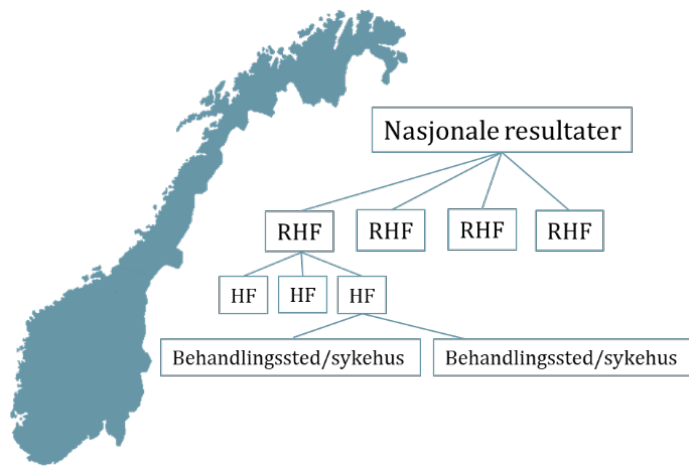 Nasjonale resultater
RHF RHF RHF RHF
HF HF HF
Behandlingssted/sykehus Behandlingssted/sykehus